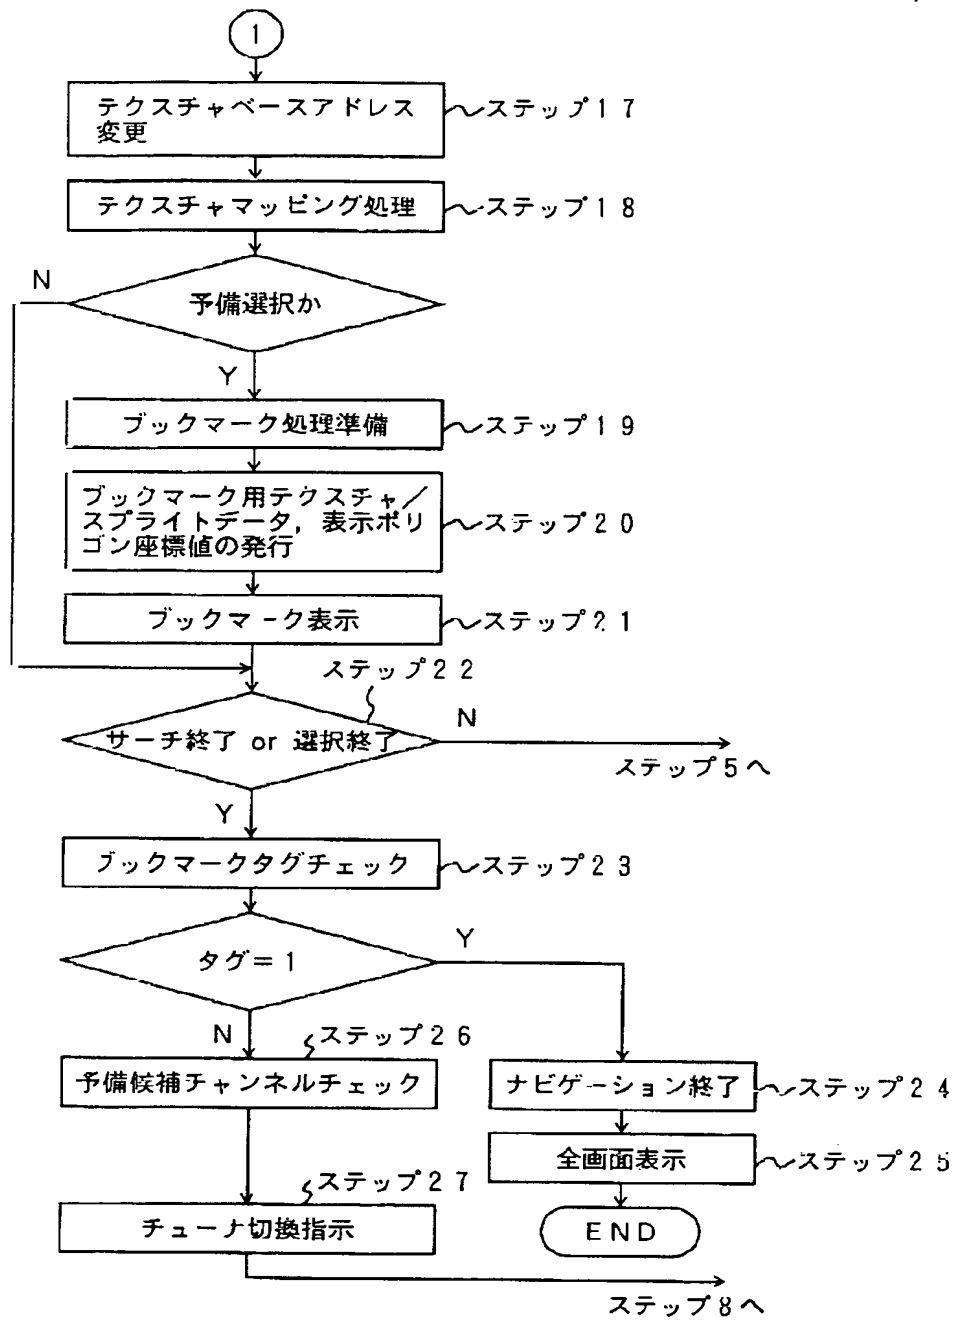 1
テクスチャベースアドレス
変更
ステップ17
テクスチャマッピング処理
ステップ18
N
予備選択か
Y
ブックマーク処理準備
ステップ19
ブックマーク用テクスチャ/
スプライトデータ,表示ポリ
ゴン座標値の発行
ステップ20
ブックマーク表示
ステップ21
ステップ22
サーチ終了 or 選択終了
N
ステップ5へ
Y
ブックマークタグチェック
ステップ23
タグ=1
Y
N
ステップ26
予備候補チャンネルチェック
ナビゲーション終了
ステップ24
全画面表示
ステップ25
ステップ27
チューナ切換指示
END
ステップ8へ